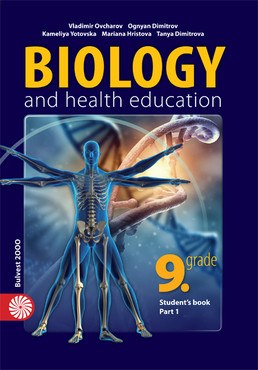 Vladimir Ovcharov Ognyan Dimitrov
Kameliya Yotovska Mariana Hristova Tanya Dimitrova
BIOLOGY
and health education
9. grade
Student's book
Part 1
Bulvest 2000